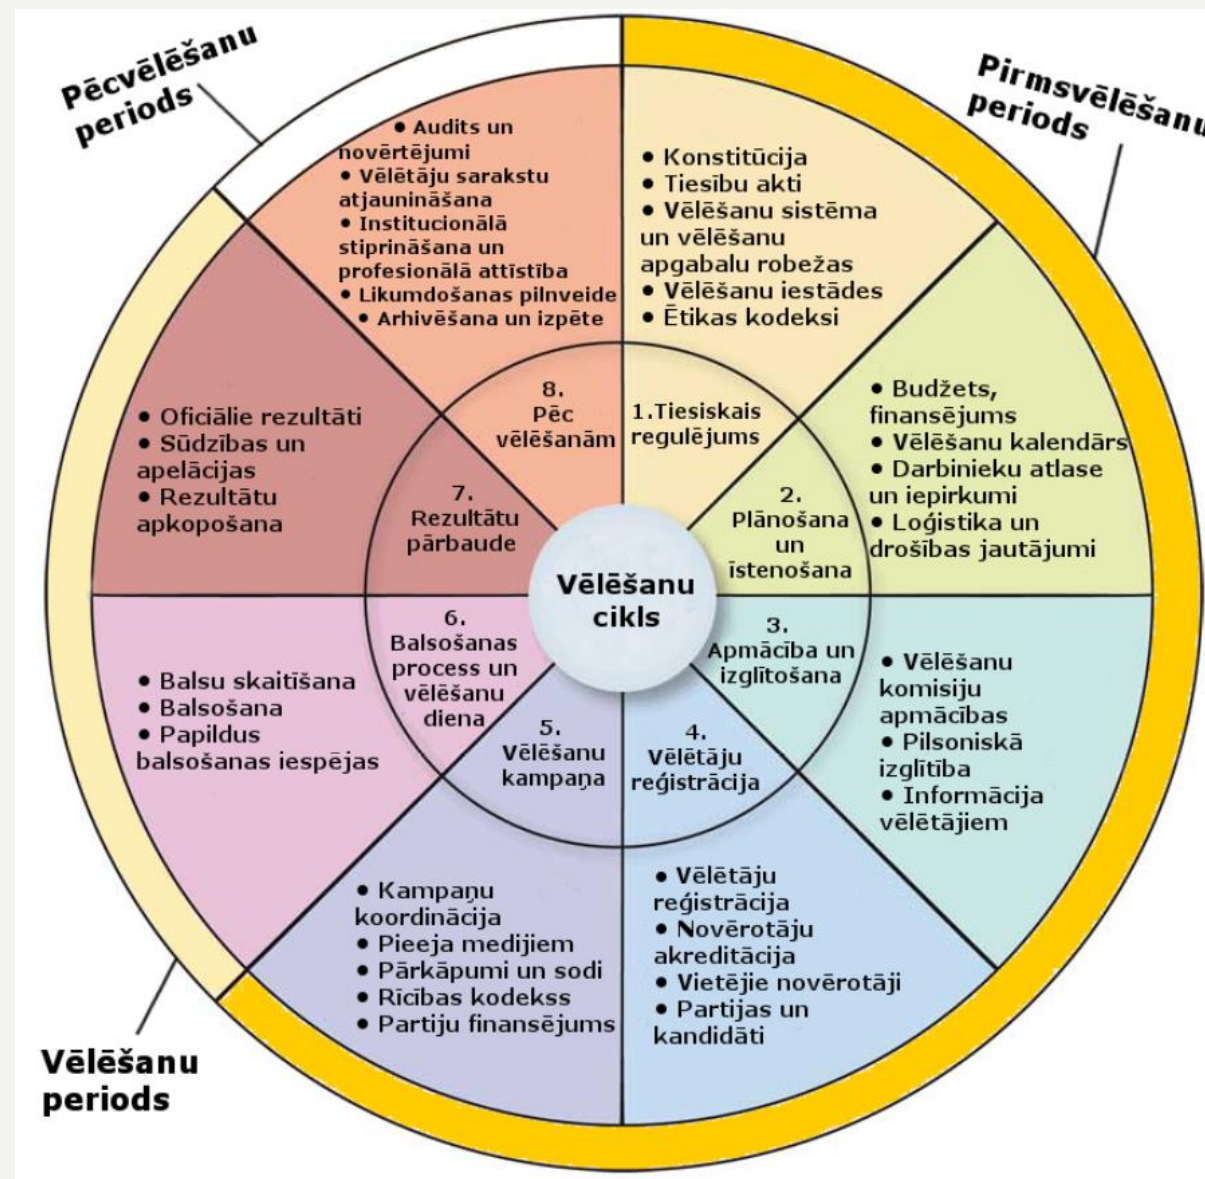 Pēcvēlēšanu
periods
Pirmsvēlēšanu
periods
Vēlēšanu
periods
Vēlēšanu
cikls
1.Tiesiskais
regulējums
• Konstitūcija
• Tiesību akti
• Vēlēšanu sistēma
un vēlēšanu
apgabalu robežas
• Vēlēšanu iestādes
• Ētikas kodeksi
2.
Plānošana
un
īstenošana
• Budžets,
finansējums
• Vēlēšanu kalendārs
• Darbinieku atlase
un iepirkumi
• Loģistika un
drošības jautājumi
3.
Apmācība un
izglītošana
• Vēlēšanu
komisiju
apmācības
• Pilsoniskā
izglītība
• Informācija
vēlētājiem
4.
Vēlētāju
reģistrācija
• Vēlētāju
reģistrācija
• Novērotāju
akreditācija
• Vietējie novērotāji
• Partijas un
kandidāti
5.
Vēlēšanu
kampaņa
• Kampaņu
koordinācija
• Pieeja medijiem
• Pārkāpumi un sodi
• Rīcības kodekss
• Partiju finansējums
6.
Balsošanas
process un
vēlēšanu
diena
• Balsu skaitīšana
• Balsošana
• Papildus
balsošanas iespējas
7.
Rezultātu
pārbaude
• Oficiālie rezultāti
• Sūdzības un
apelācijas
• Rezultātu
apkopošana
8.
Pēc
vēlēšanām
• Audits un
novērtējumi
• Vēlētāju sarakstu
atjaunināšana
• Institucionālā
stiprināšana un
profesionālā attīstība
• Likumdošanas pilnveide
• Arhivēšana un izpēte